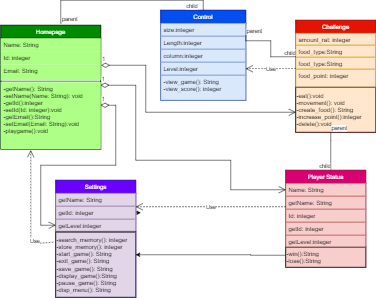 parent
child
Homepage
Name: String
Id: integer
Email: String
-getName(): String
-setName(Name: String): void
-getId():integer
-setId(Id: integer):void
-getEmail():String
-setEmail(Email: String):void
playgame():void
1
1
1
Control
size:integer
Length:integer
column:integer
Level:integer
-view_game(): String
-view_score(): integer
parent
child
Use
Challenge
amount_rat: integer
food_type:String
food_type:String
food_point: integer
-eat():void
-movement(): void
-create_food(): String
-increase_point():integer
-delete():void
parent
child
Player Status
Name: String
getName: String
Id: integer
getId: integer
getLevel:integer
-win():String
-lose():String
Use
Use
Settings
getName: String
getId: integer
getLevel:integer
-search_memory(): integer
-store_memory(): integer
-start_game(): String
-exit_game(): String
-save_game(): String
-display_game():String
-pause_game(): String
-disp_menu(): String